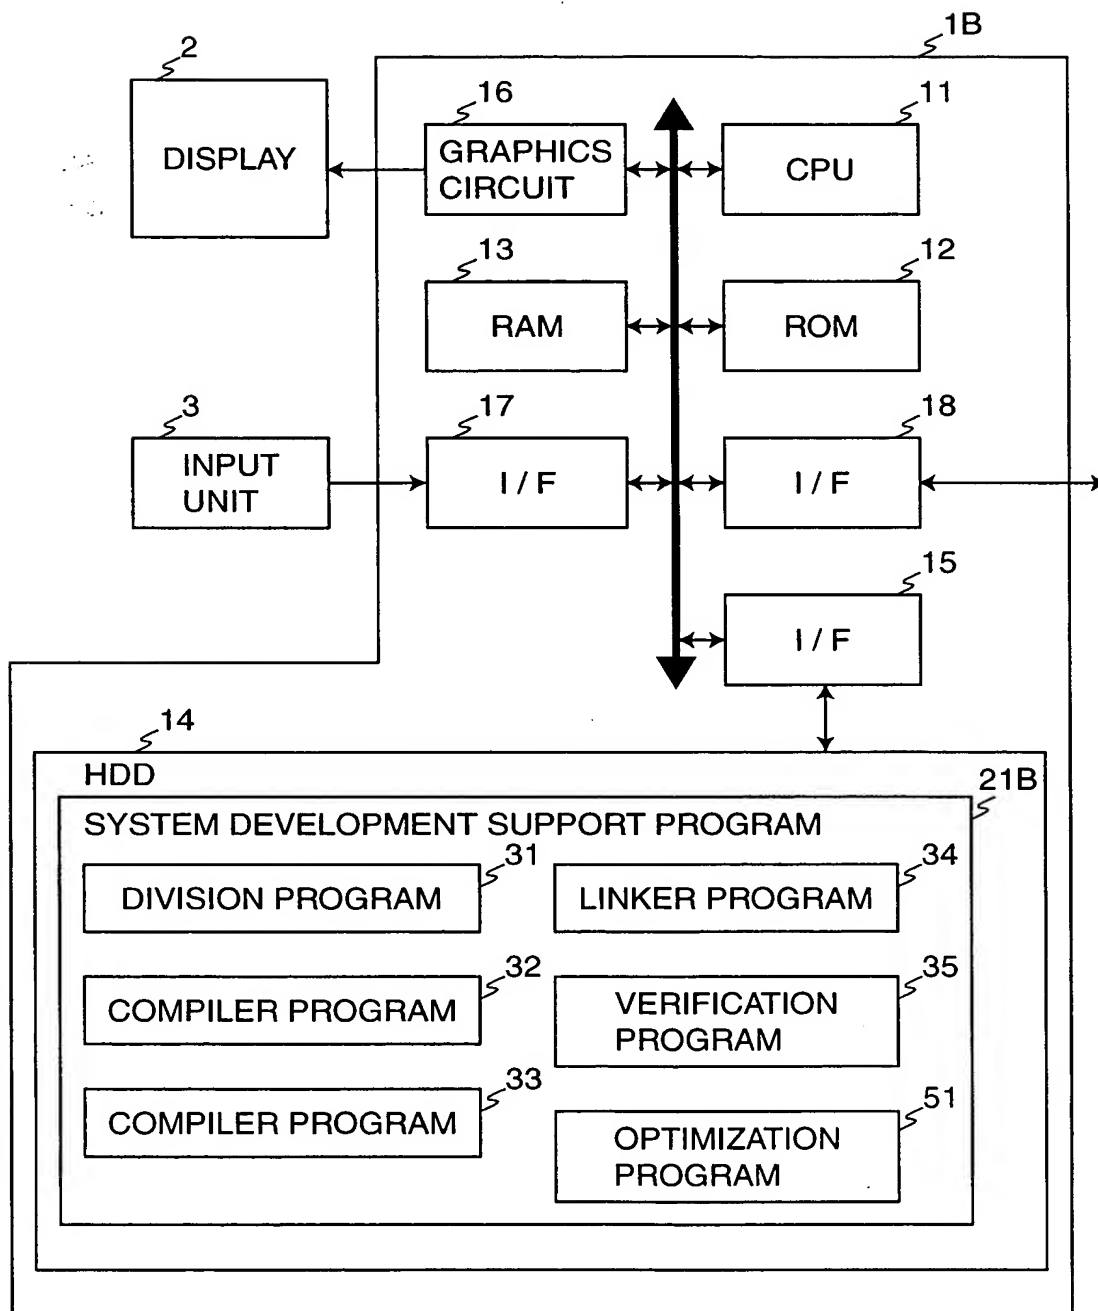 1B
2
DISPLAY
16
GRAPHICS
CIRCUIT
11
CPU
13
RAM
12
ROM
3
INPUT
UNIT
17
I / F
18
I / F
15
I / F
14
HDD
21B
SYSTEM DEVELOPMENT SUPPORT PROGRAM
31
DIVISION PROGRAM
34
LINKER PROGRAM
32
COMPILER PROGRAM
35
VERIFICATION
PROGRAM
33
COMPILER PROGRAM
51
OPTIMIZATION
PROGRAM